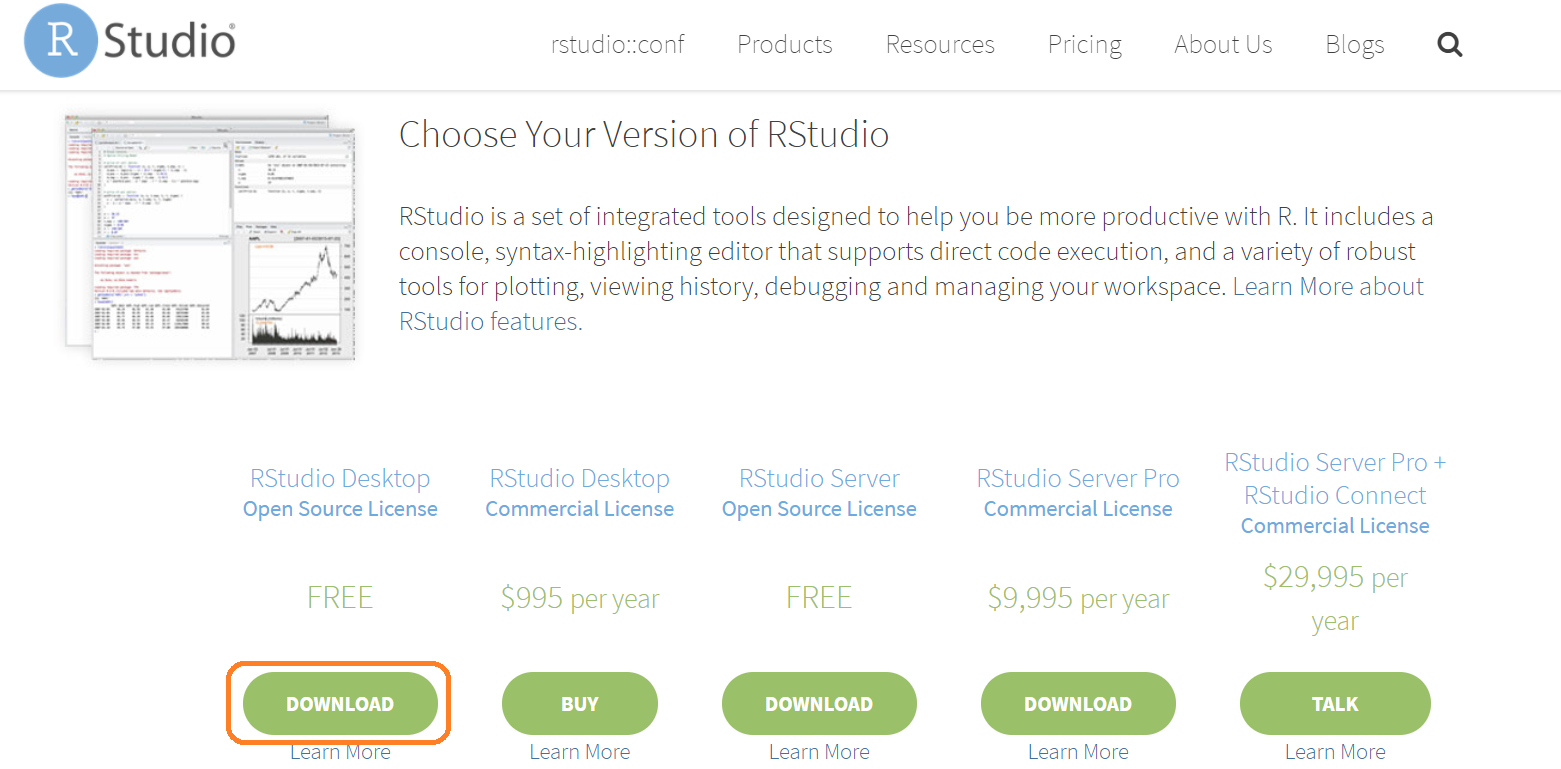 R Studio®
rstudio::conf Products Resources Pricing About Us Blogs
Choose Your Version of RStudio
RStudio is a set of integrated tools designed to help you be more productive with R. It includes a
console, syntax-highlighting editor that supports direct code execution, and a variety of robust
tools for plotting, viewing history, debugging and managing your workspace. Learn More about
RStudio features.
RStudio Desktop
Open Source License
FREE
DOWNLOAD
Learn More
RStudio Desktop
Commercial License
$995 per year
BUY
Learn More
RStudio Server
Open Source License
FREE
DOWNLOAD
Learn More
RStudio Server Pro
Commercial License
$9,995 per year
DOWNLOAD
Learn More
RStudio Server Pro +
RStudio Connect
Commercial License
$29,995 per
year
TALK
Learn More